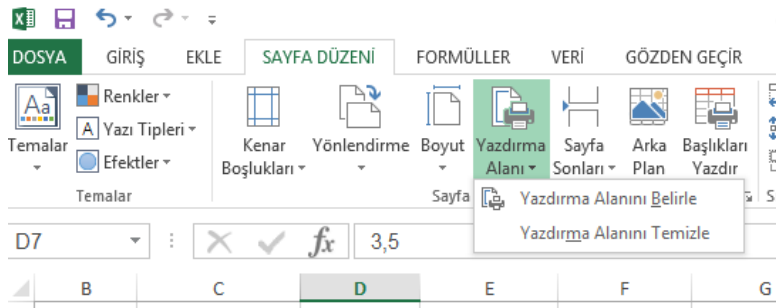 DOSYA GİRİŞ EKLE SAYFA DÜZENİ FORMÜLLER VERİ GÖZDEN GEÇİR
Aa Temalar
Renkler
A Yazı Tipleri
Efektler
Temalar
Kenar Boşlukları
Yönlendirme
Boyut
Yazdırma Alanı
Sayfa Sonları
Arka Plan
Başlıkları Yazdır
Sayfa
Yazdırma Alanını Belirle
Yazdırma Alanını Temizle
D7 fx 3,5
B C D E F G